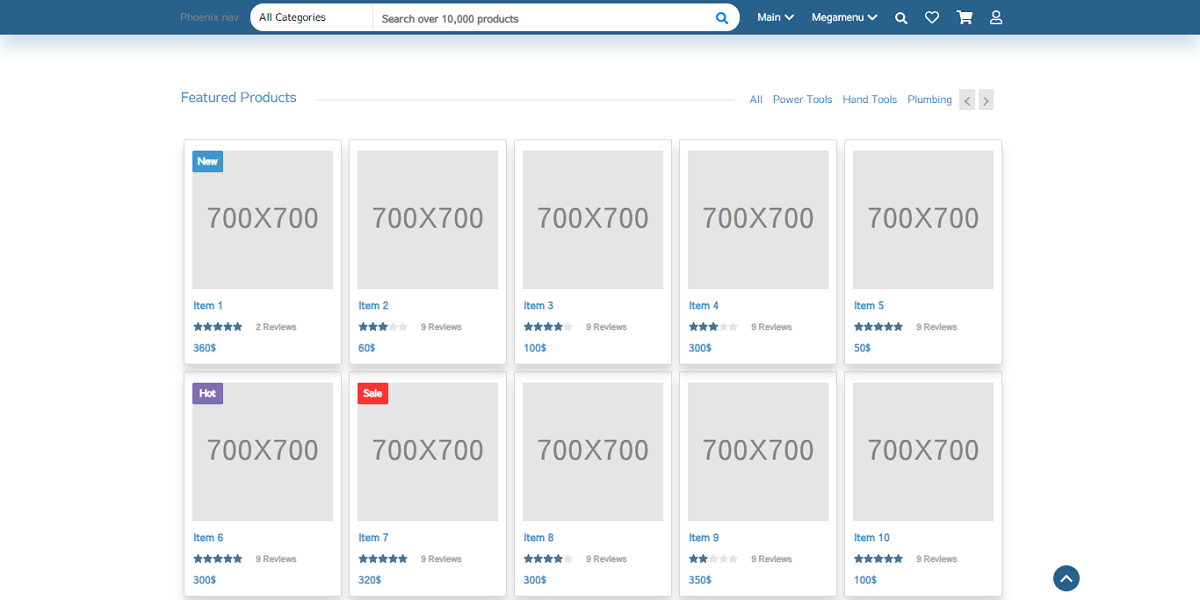 Phoenix nav All Categories Search over 10,000 products Main Megamenu
Featured Products All Power Tools Hand Tools Plumbing
New
700X700 700X700 700X700 700X700 700X700
Item 1 Item 2 Item 3 Item 4 Item 5
2 Reviews 9 Reviews 9 Reviews 9 Reviews 9 Reviews
360$ 60$ 100$ 300$ 50$
Hot Sale
700X700 700X700 700X700 700X700 700X700
Item 6 Item 7 Item 8 Item 9 Item 10
9 Reviews 9 Reviews 9 Reviews 9 Reviews 9 Reviews
300$ 320$ 300$ 350$ 100$